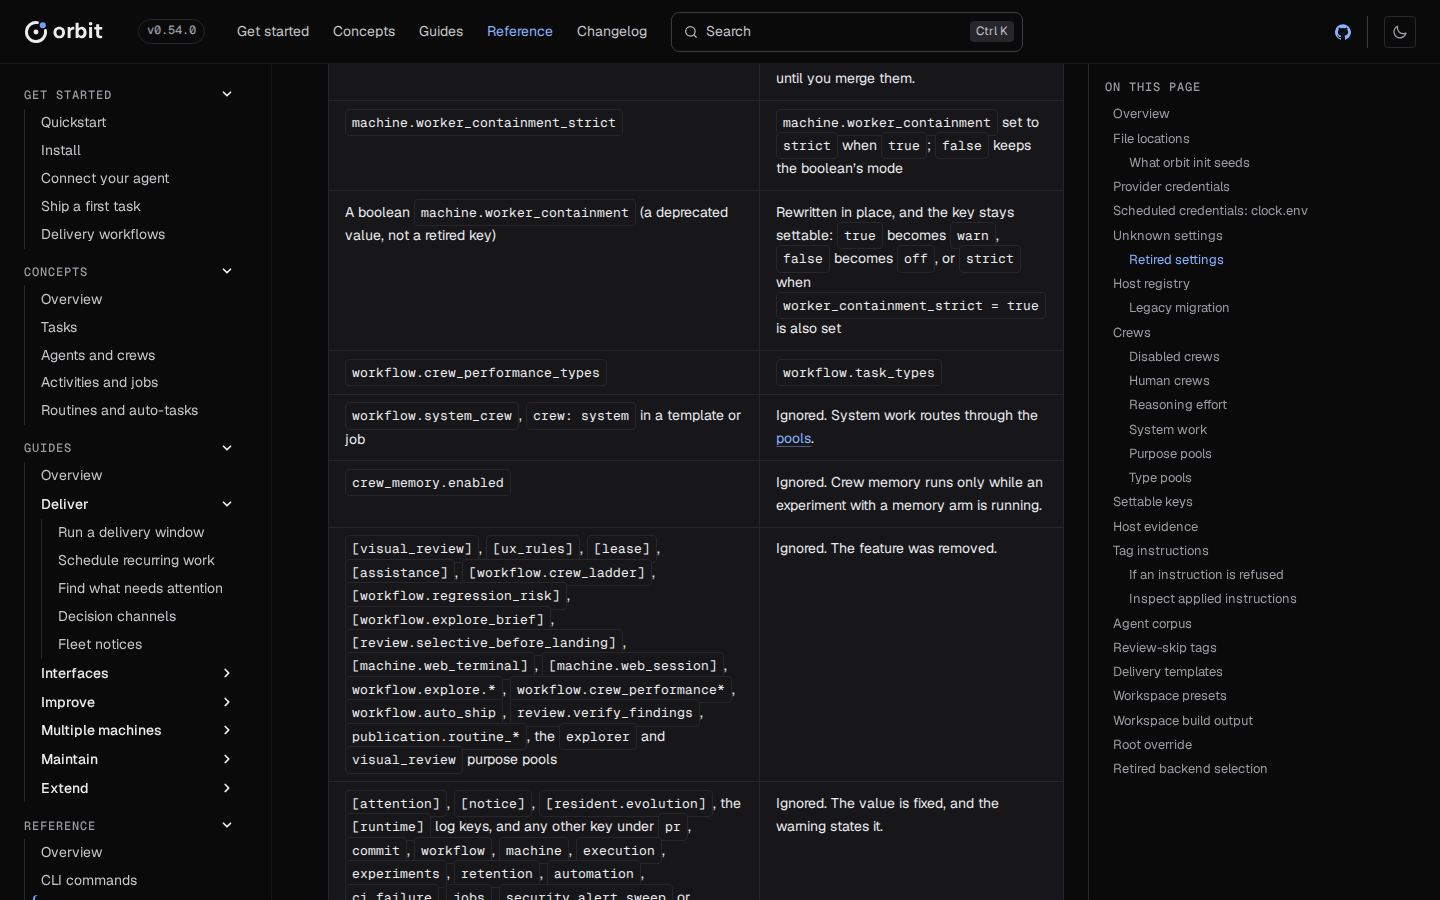 orbit
v0.54.0
Get started
Concepts
Guides
Reference
Changelog
Search
Ctrl K
GET STARTED
Quickstart
Install
Connect your agent
Ship a first task
Delivery workflows
CONCEPTS
Overview
Tasks
Agents and crews
Activities and jobs
Routines and auto-tasks
GUIDES
Overview
Deliver
Run a delivery window
Schedule recurring work
Find what needs attention
Decision channels
Fleet notices
Interfaces
Improve
Multiple machines
Maintain
Extend
REFERENCE
Overview
CLI commands
until you merge them.
machine.worker_containment_strict
machine.worker_containment set to
strict when true; false keeps
the boolean's mode
A boolean machine.worker_containment (a deprecated
value, not a retired key)
Rewritten in place, and the key stays
settable: true becomes warn,
false becomes off, or strict
when
worker_containment_strict = true
is also set
workflow.crew_performance_types
workflow.task_types
workflow.system_crew, crew: system in a template or
job
Ignored. System work routes through the
pools.
crew_memory.enabled
Ignored. Crew memory runs only while an
experiment with a memory arm is running.
[visual_review], [ux_rules], [lease],
[assistance], [workflow.crew_ladder],
[workflow.regression_risk],
[workflow.explore_brief],
[review.selective_before_landing],
[machine.web_terminal], [machine.web_session],
workflow.explore.*, workflow.crew_performance*,
workflow.auto_ship, review.verify_findings,
publication.routine_*, the explorer and
visual_review purpose pools
Ignored. The feature was removed.
[attention], [notice], [resident.evolution], the
[runtime] log keys, and any other key under pr,
commit, workflow, machine, execution,
experiments, retention, automation,
ci_failure, jobs, security_alert_sweep or
Ignored. The value is fixed, and the
warning states it.
ON THIS PAGE
Overview
File locations
What orbit init seeds
Provider credentials
Scheduled credentials: clock.env
Unknown settings
Retired settings
Host registry
Legacy migration
Crews
Disabled crews
Human crews
Reasoning effort
System work
Purpose pools
Type pools
Settable keys
Host evidence
Tag instructions
If an instruction is refused
Inspect applied instructions
Agent corpus
Review-skip tags
Delivery templates
Workspace presets
Workspace build output
Root override
Retired backend selection